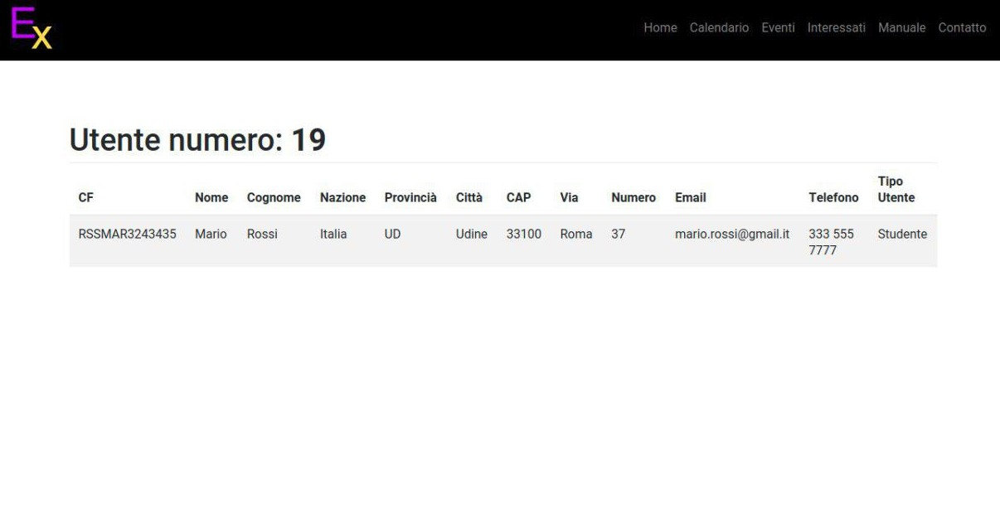 Ex
Home Calendario Eventi Interessati Manuale Contatto
Utente numero: 19
CF Nome Cognome Nazione Provincià Città CAP Via Numero Email Telefono Tipo Utente
RSSMAR3243435 Mario Rossi Italia UD Udine 33100 Roma 37 mario.rossi@gmail.it 333 555 7777 Studente